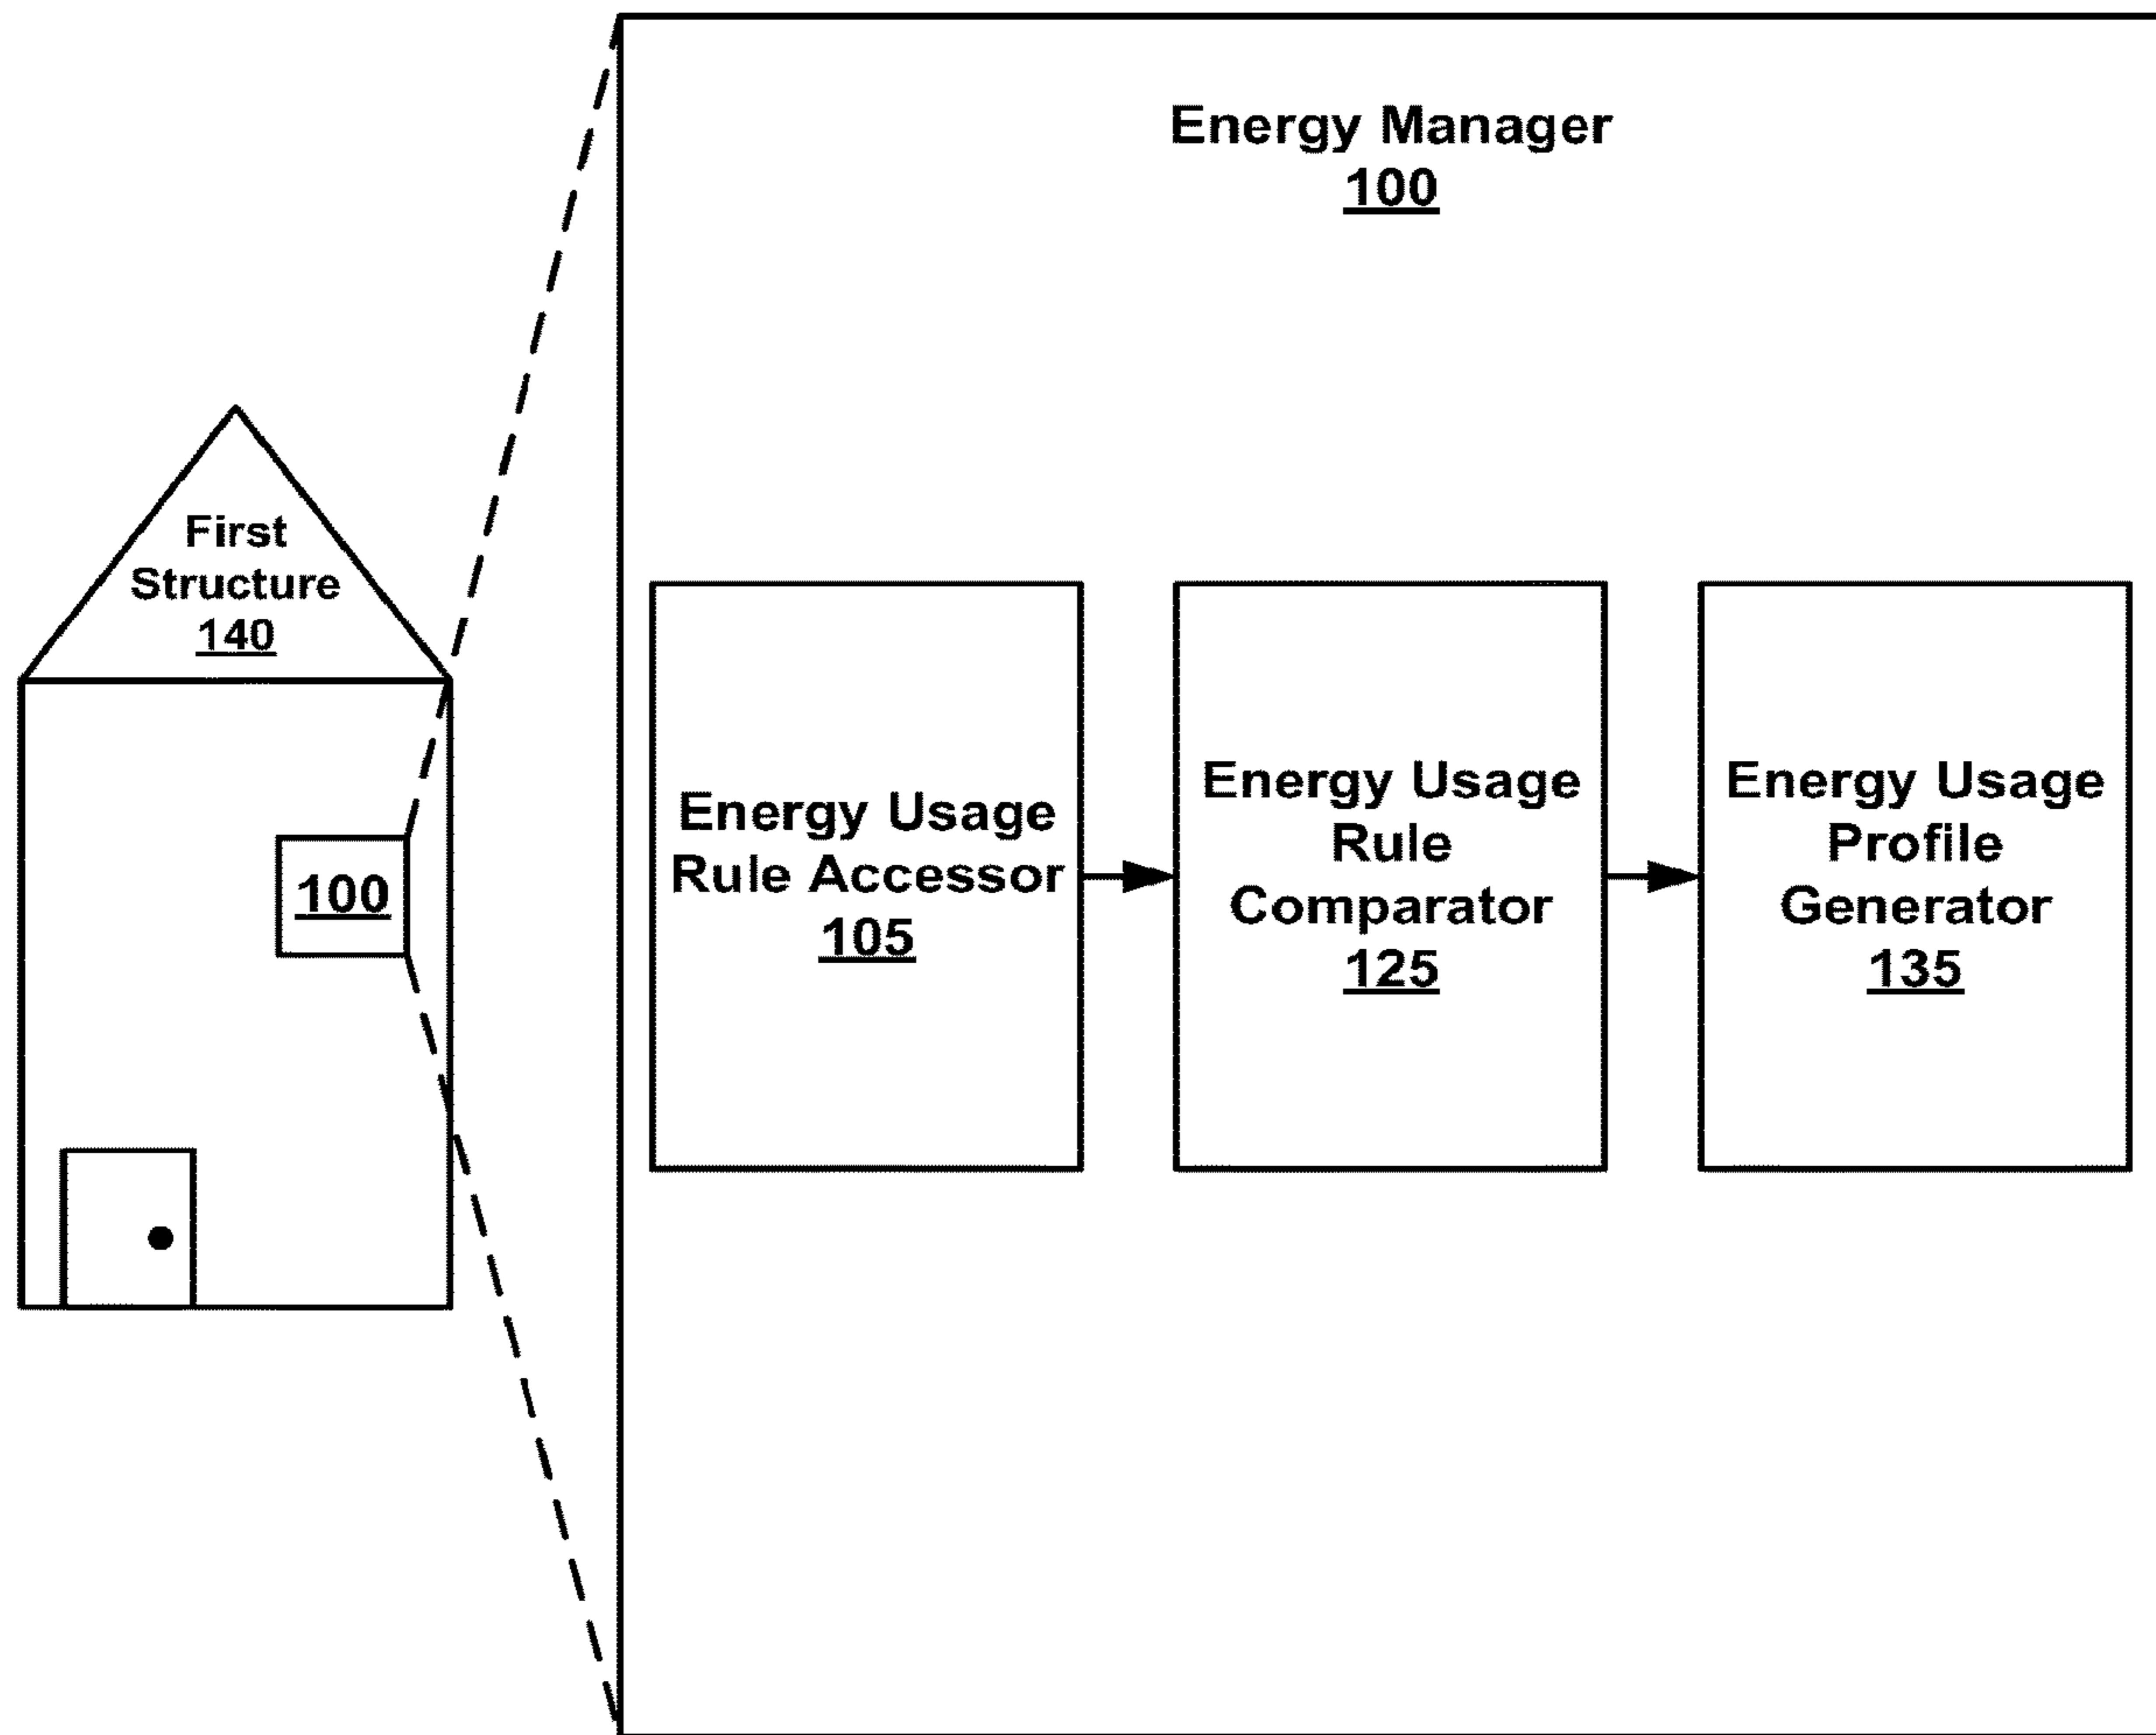 Energy Manager
100
First
Structure
140
100
Energy Usage
Rule Accessor
105
Energy Usage
Rule
Comparator
125
Energy Usage
Profile
Generator
135